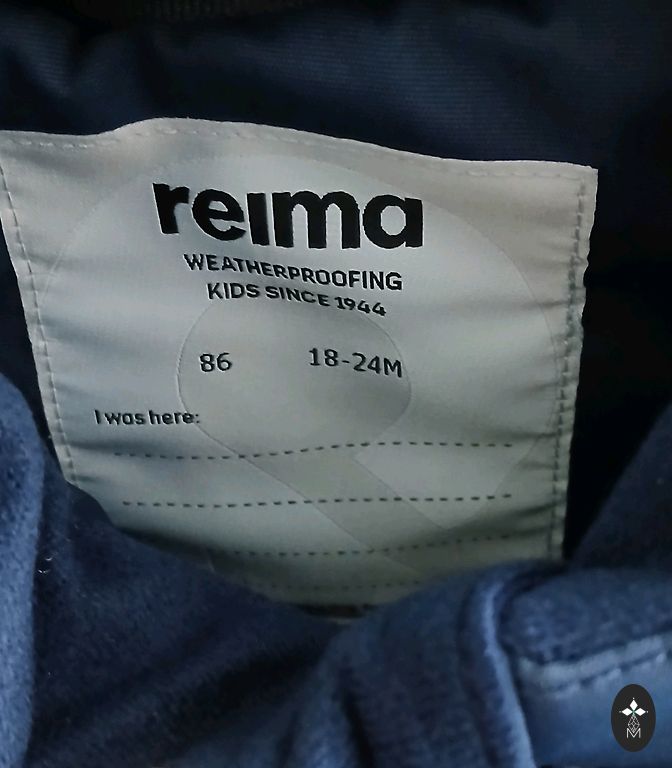 reima
WEATHERPROOFING
KIDS SINCE 1944
86 18-24M
I was here: